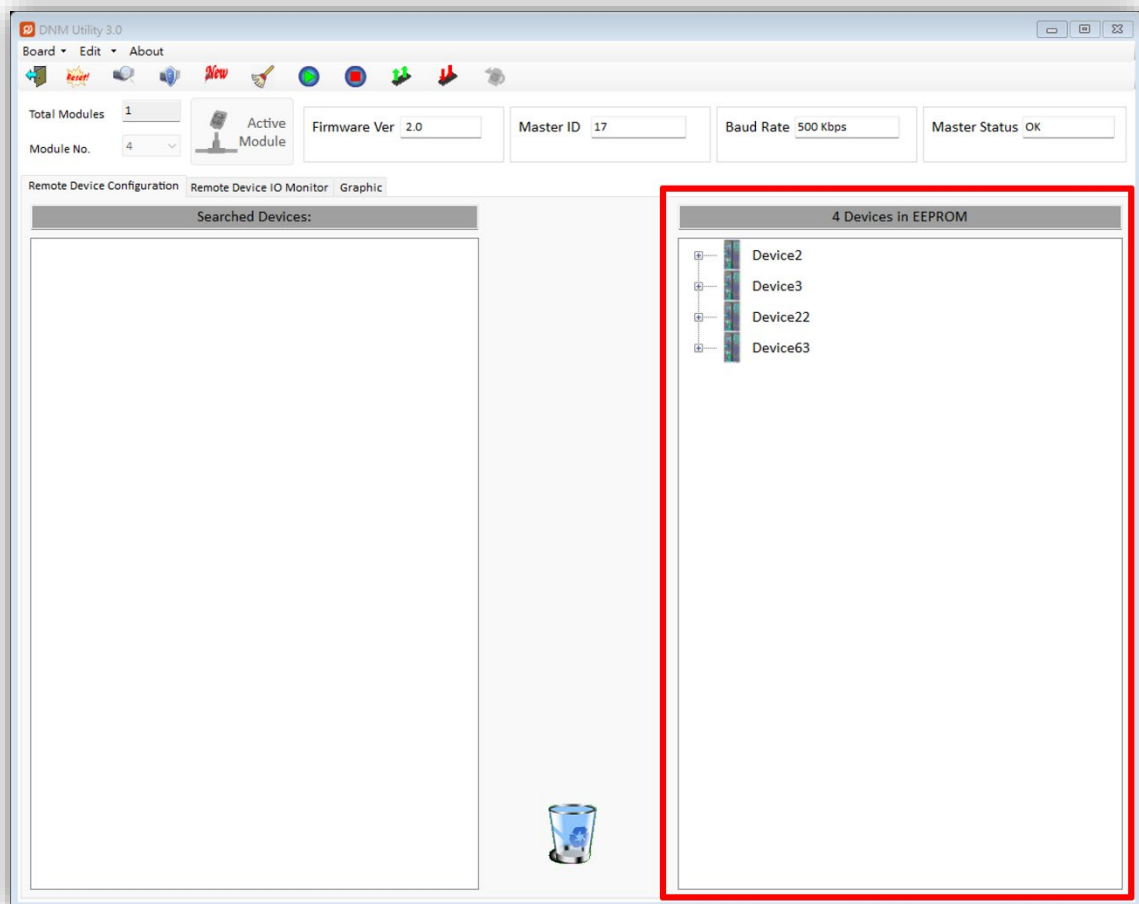 DNM Utility 3.0
Board Edit About
Reset! New
Total Modules 1
Module No. 4
Active
Module
Firmware Ver 2.0
Master ID 17
Baud Rate 500 Kbps
Master Status OK
Remote Device Configuration Remote Device IO Monitor Graphic
Searched Devices:
4 Devices in EEPROM
Device2
Device3
Device22
Device63